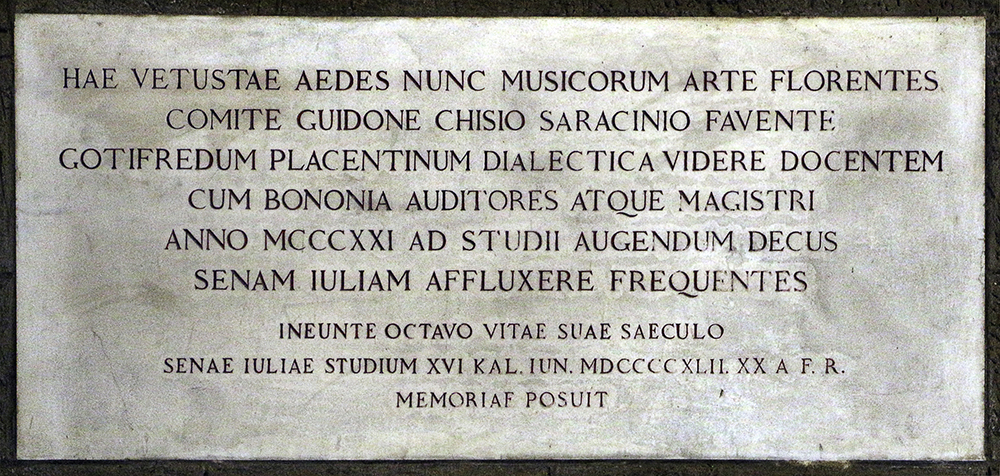 HAE VETUSTAE AEDES NUNC MUSICORUM ARTE FLORENTES
COMITE GUIDONE CHISIO SARACINIO FAVENTE
GOTIFREDUM PLACENTINUM DIALECTICA VIDERE DOCENTEM
CUM BONONIA AUDITORES ATQUE MAGISTRI
ANNO MCCCXXI AD STUDII AUGENDUM DECUS
SENAM IULIAM AFFLUXERE FREQUENTES
INEUNTE OCTAVO VITAE SUAE SAECULO
SENAE IULIAE STUDIUM XVI KAL. IUN. MDCCCCXLII. XX A F. R.
MEMORIAE POSUIT